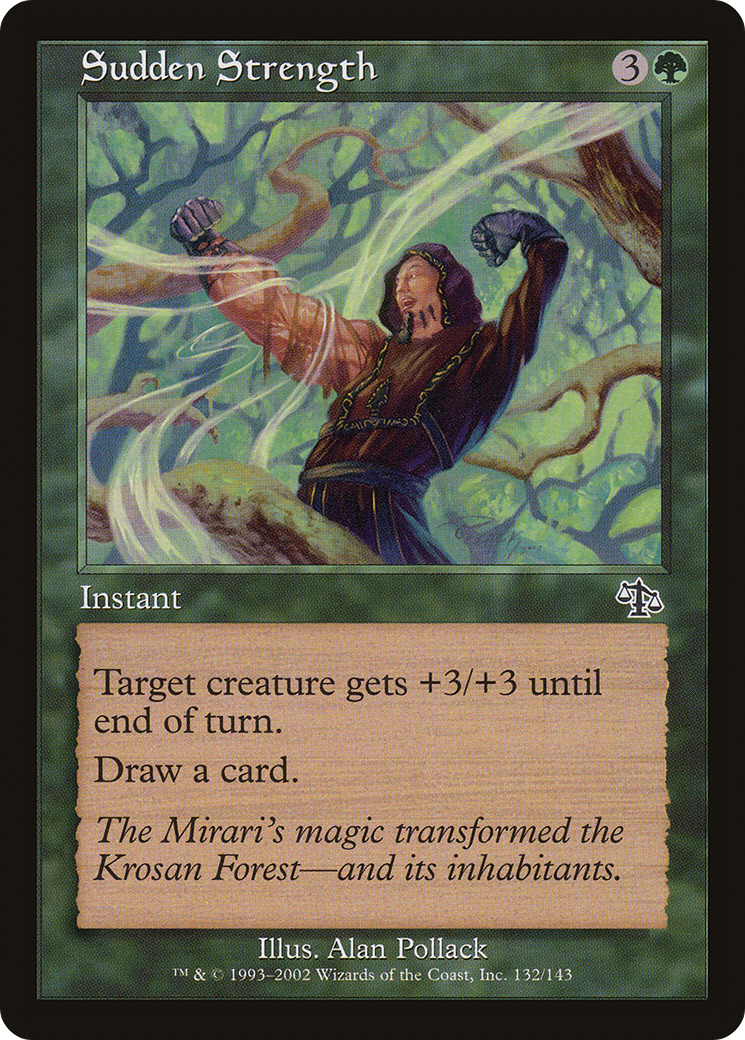 Sudden Strength 3
Instant
Target creature gets +3/+3 until
end of turn.
Draw a card.
The Mirari's magic transformed the
Krosan Forest—and its inhabitants.
Illus. Alan Pollack
™ & © 1993–2002 Wizards of the Coast, Inc. 132/143